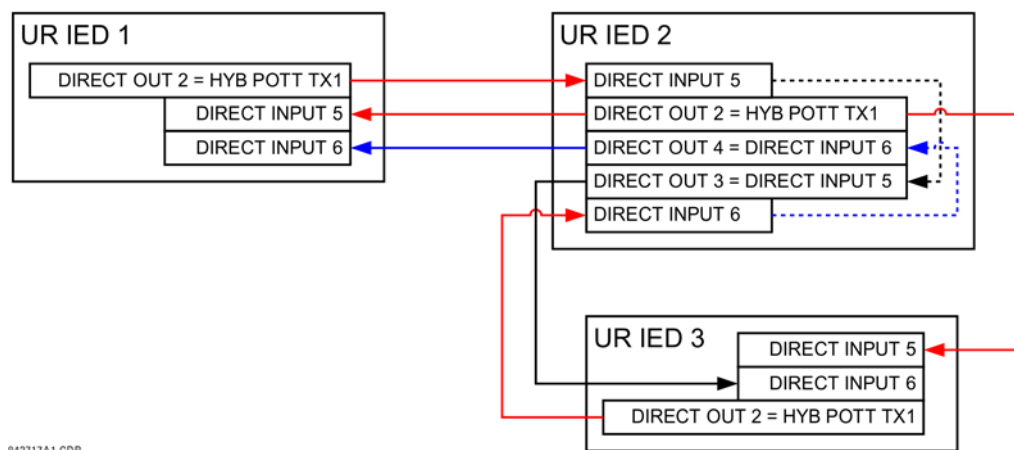 UR IED 1
DIRECT OUT 2 = HYB POTT TX1
DIRECT INPUT 5
DIRECT INPUT 6
UR IED 2
DIRECT INPUT 5
DIRECT OUT 2 = HYB POTT TX1
DIRECT OUT 4 = DIRECT INPUT 6
DIRECT OUT 3 = DIRECT INPUT 5
DIRECT INPUT 6
UR IED 3
DIRECT INPUT 5
DIRECT INPUT 6
DIRECT OUT 2 = HYB POTT TX1